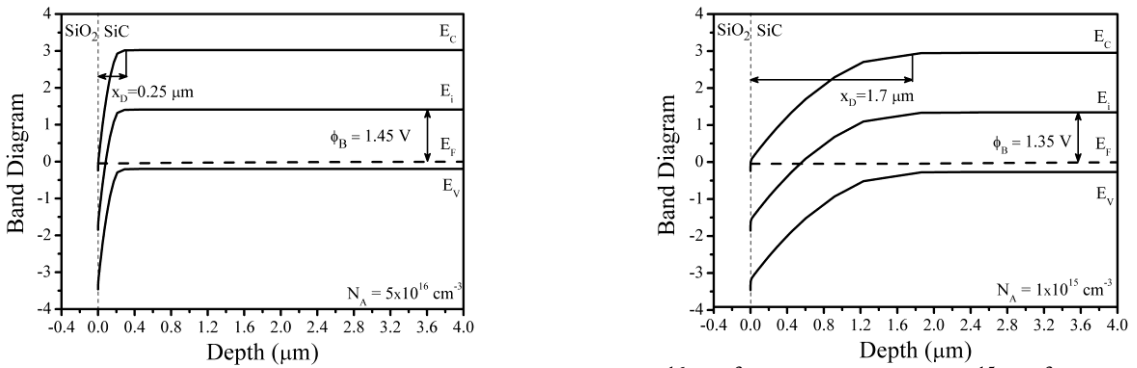 SiO₂ SiC
E_C
x_D=0.25 μm
E_i
ϕ_B = 1.45 V
E_F
E_V
N_A = 5x10¹⁶ cm⁻³
4
3
2
1
0
-1
-2
-3
-4
Band Diagram
-0.4 0.0 0.4 0.8 1.2 1.6 2.0 2.4 2.8 3.2 3.6 4.0
Depth (μm)
SiO₂ SiC
E_C
x_D=1.7 μm
E_i
ϕ_B = 1.35 V
E_F
E_V
N_A = 1x10¹⁵ cm⁻³
4
3
2
1
0
-1
-2
-3
-4
Band Diagram
-0.4 0.0 0.4 0.8 1.2 1.6 2.0 2.4 2.8 3.2 3.6 4.0
Depth (μm)